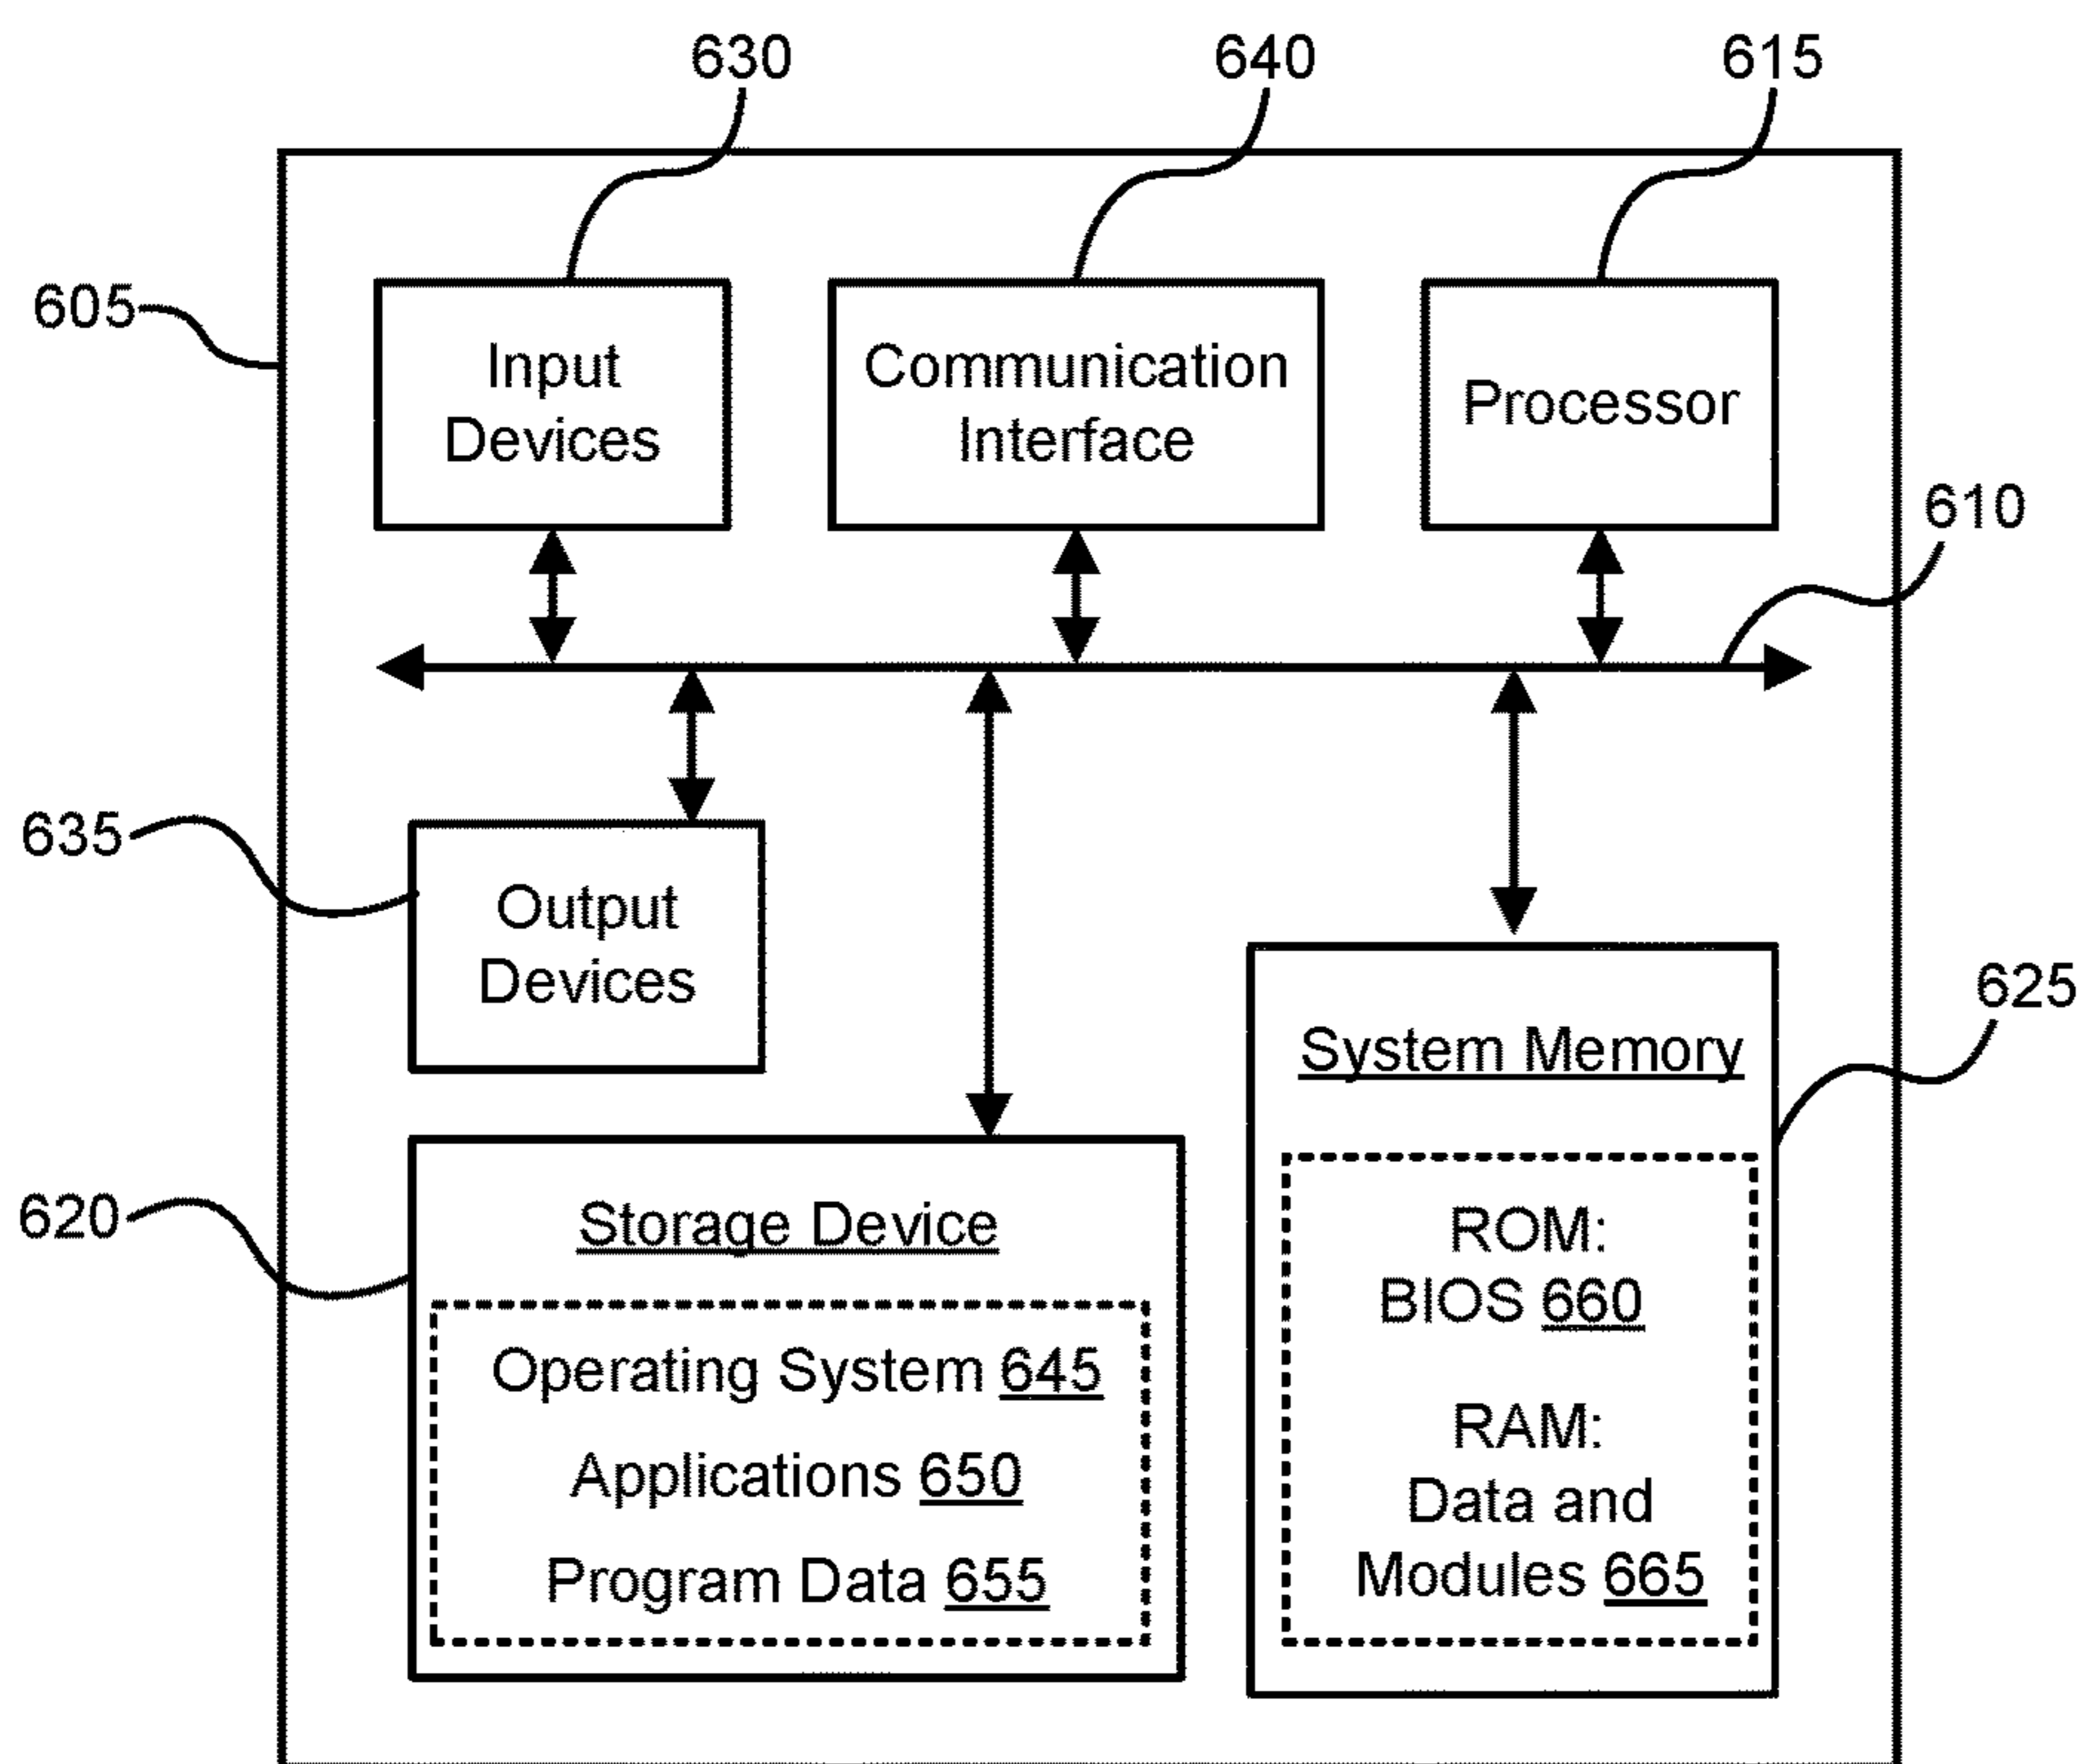 630
640
615
605
Input
Devices
Communication
Interface
Processor
610
635
Output
Devices
625
System Memory
620
Storage Device
ROM:
BIOS 660
Operating System 645
RAM:
Applications 650
Data and
Program Data 655
Modules 665